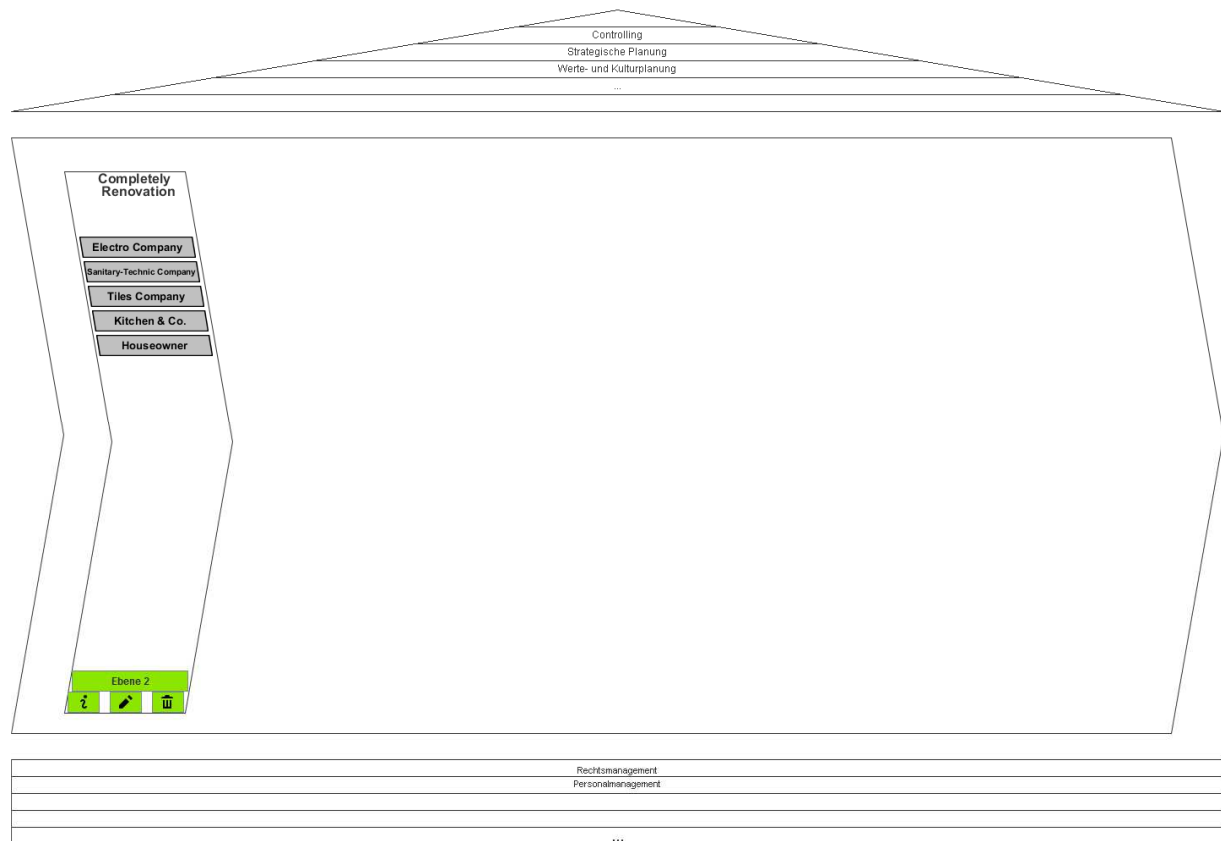 Controlling
Strategische Planung
Werte- und Kulturplanung
...
Completely
Renovation
Electro Company
Sanitary-Technic Company
Tiles Company
Kitchen & Co.
Houseowner
Ebene 2
Rechtsmanagement
Personalmanagement
...